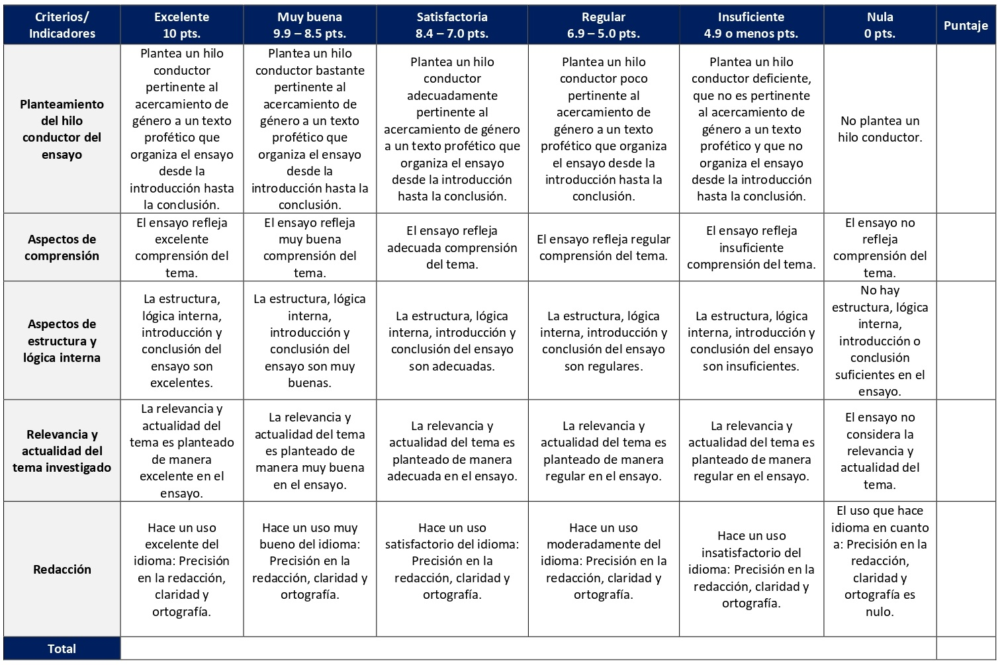 Criterios/
Indicadores
Excelente
10 pts.
Muy buena
9.9 – 8.5 pts.
Satisfactoria
8.4 – 7.0 pts.
Regular
6.9 – 5.0 pts.
Insuficiente
4.9 o menos pts.
Nula
0 pts.
Puntaje
Planteamiento
del hilo
conductor del
ensayo
Plantea un hilo
conductor
pertinente al
acercamiento de
género a un texto
profético que
organiza el ensayo
desde la
introducción hasta
la conclusión.
Plantea un hilo
conductor bastante
pertinente al
acercamiento de
género a un texto
profético que
organiza el ensayo
desde la
introducción hasta la
conclusión.
Plantea un hilo
conductor
adecuadamente
pertinente al
acercamiento de género
a un texto profético que
organiza el ensayo
desde la introducción
hasta la conclusión.
Plantea un hilo
conductor poco
pertinente al
acercamiento de
género a un texto
profético que organiza
el ensayo desde la
introducción hasta la
conclusión.
Plantea un hilo
conductor deficiente,
que no es pertinente
al acercamiento de
género a un texto
profético y que no
organiza el ensayo
desde la introducción
hasta la conclusión.
No plantea un
hilo conductor.
Aspectos de
comprensión
El ensayo refleja
excelente
comprensión del
tema.
El ensayo refleja
muy buena
comprensión del
tema.
El ensayo refleja
adecuada comprensión
del tema.
El ensayo refleja regular
comprensión del tema.
El ensayo refleja
insuficiente
comprensión del tema.
El ensayo no
refleja
comprensión del
tema.
Aspectos de
estructura y
lógica interna
La estructura,
lógica interna,
introducción y
conclusión del
ensayo son
excelentes.
La estructura, lógica
interna,
introducción y
conclusión del
ensayo son muy
buenas.
La estructura, lógica
interna, introducción y
conclusión del ensayo
son adecuadas.
La estructura, lógica
interna, introducción y
conclusión del ensayo
son regulares.
La estructura, lógica
interna, introducción y
conclusión del ensayo
son insuficientes.
No hay
estructura, lógica
interna,
introducción o
conclusión
suficientes en el
ensayo.
Relevancia y
actualidad del
tema investigado
La relevancia y
actualidad del
tema es planteado
de manera
excelente en el
ensayo.
La relevancia y
actualidad del tema
es planteado de
manera muy buena
en el ensayo.
La relevancia y
actualidad del tema es
planteado de manera
adecuada en el ensayo.
La relevancia y
actualidad del tema es
planteado de manera
regular en el ensayo.
La relevancia y
actualidad del tema es
planteado de manera
regular en el ensayo.
El ensayo no
considera la
relevancia y
actualidad del
tema.
Redacción
Hace un uso
excelente del
idioma: Precisión
en la redacción,
claridad y
ortografía.
Hace un uso muy
bueno del idioma:
Precisión en la
redacción, claridad y
ortografía.
Hace un uso
satisfactorio del idioma:
Precisión en la
redacción, claridad y
ortografía.
Hace un uso
moderadamente del
idioma: Precisión en la
redacción, claridad y
ortografía.
Hace un uso
insatisfactorio del
idioma: Precisión en la
redacción, claridad y
ortografía.
El uso que hace
idioma en cuanto
a: Precisión en la
redacción,
claridad y
ortografía es
nulo.
Total